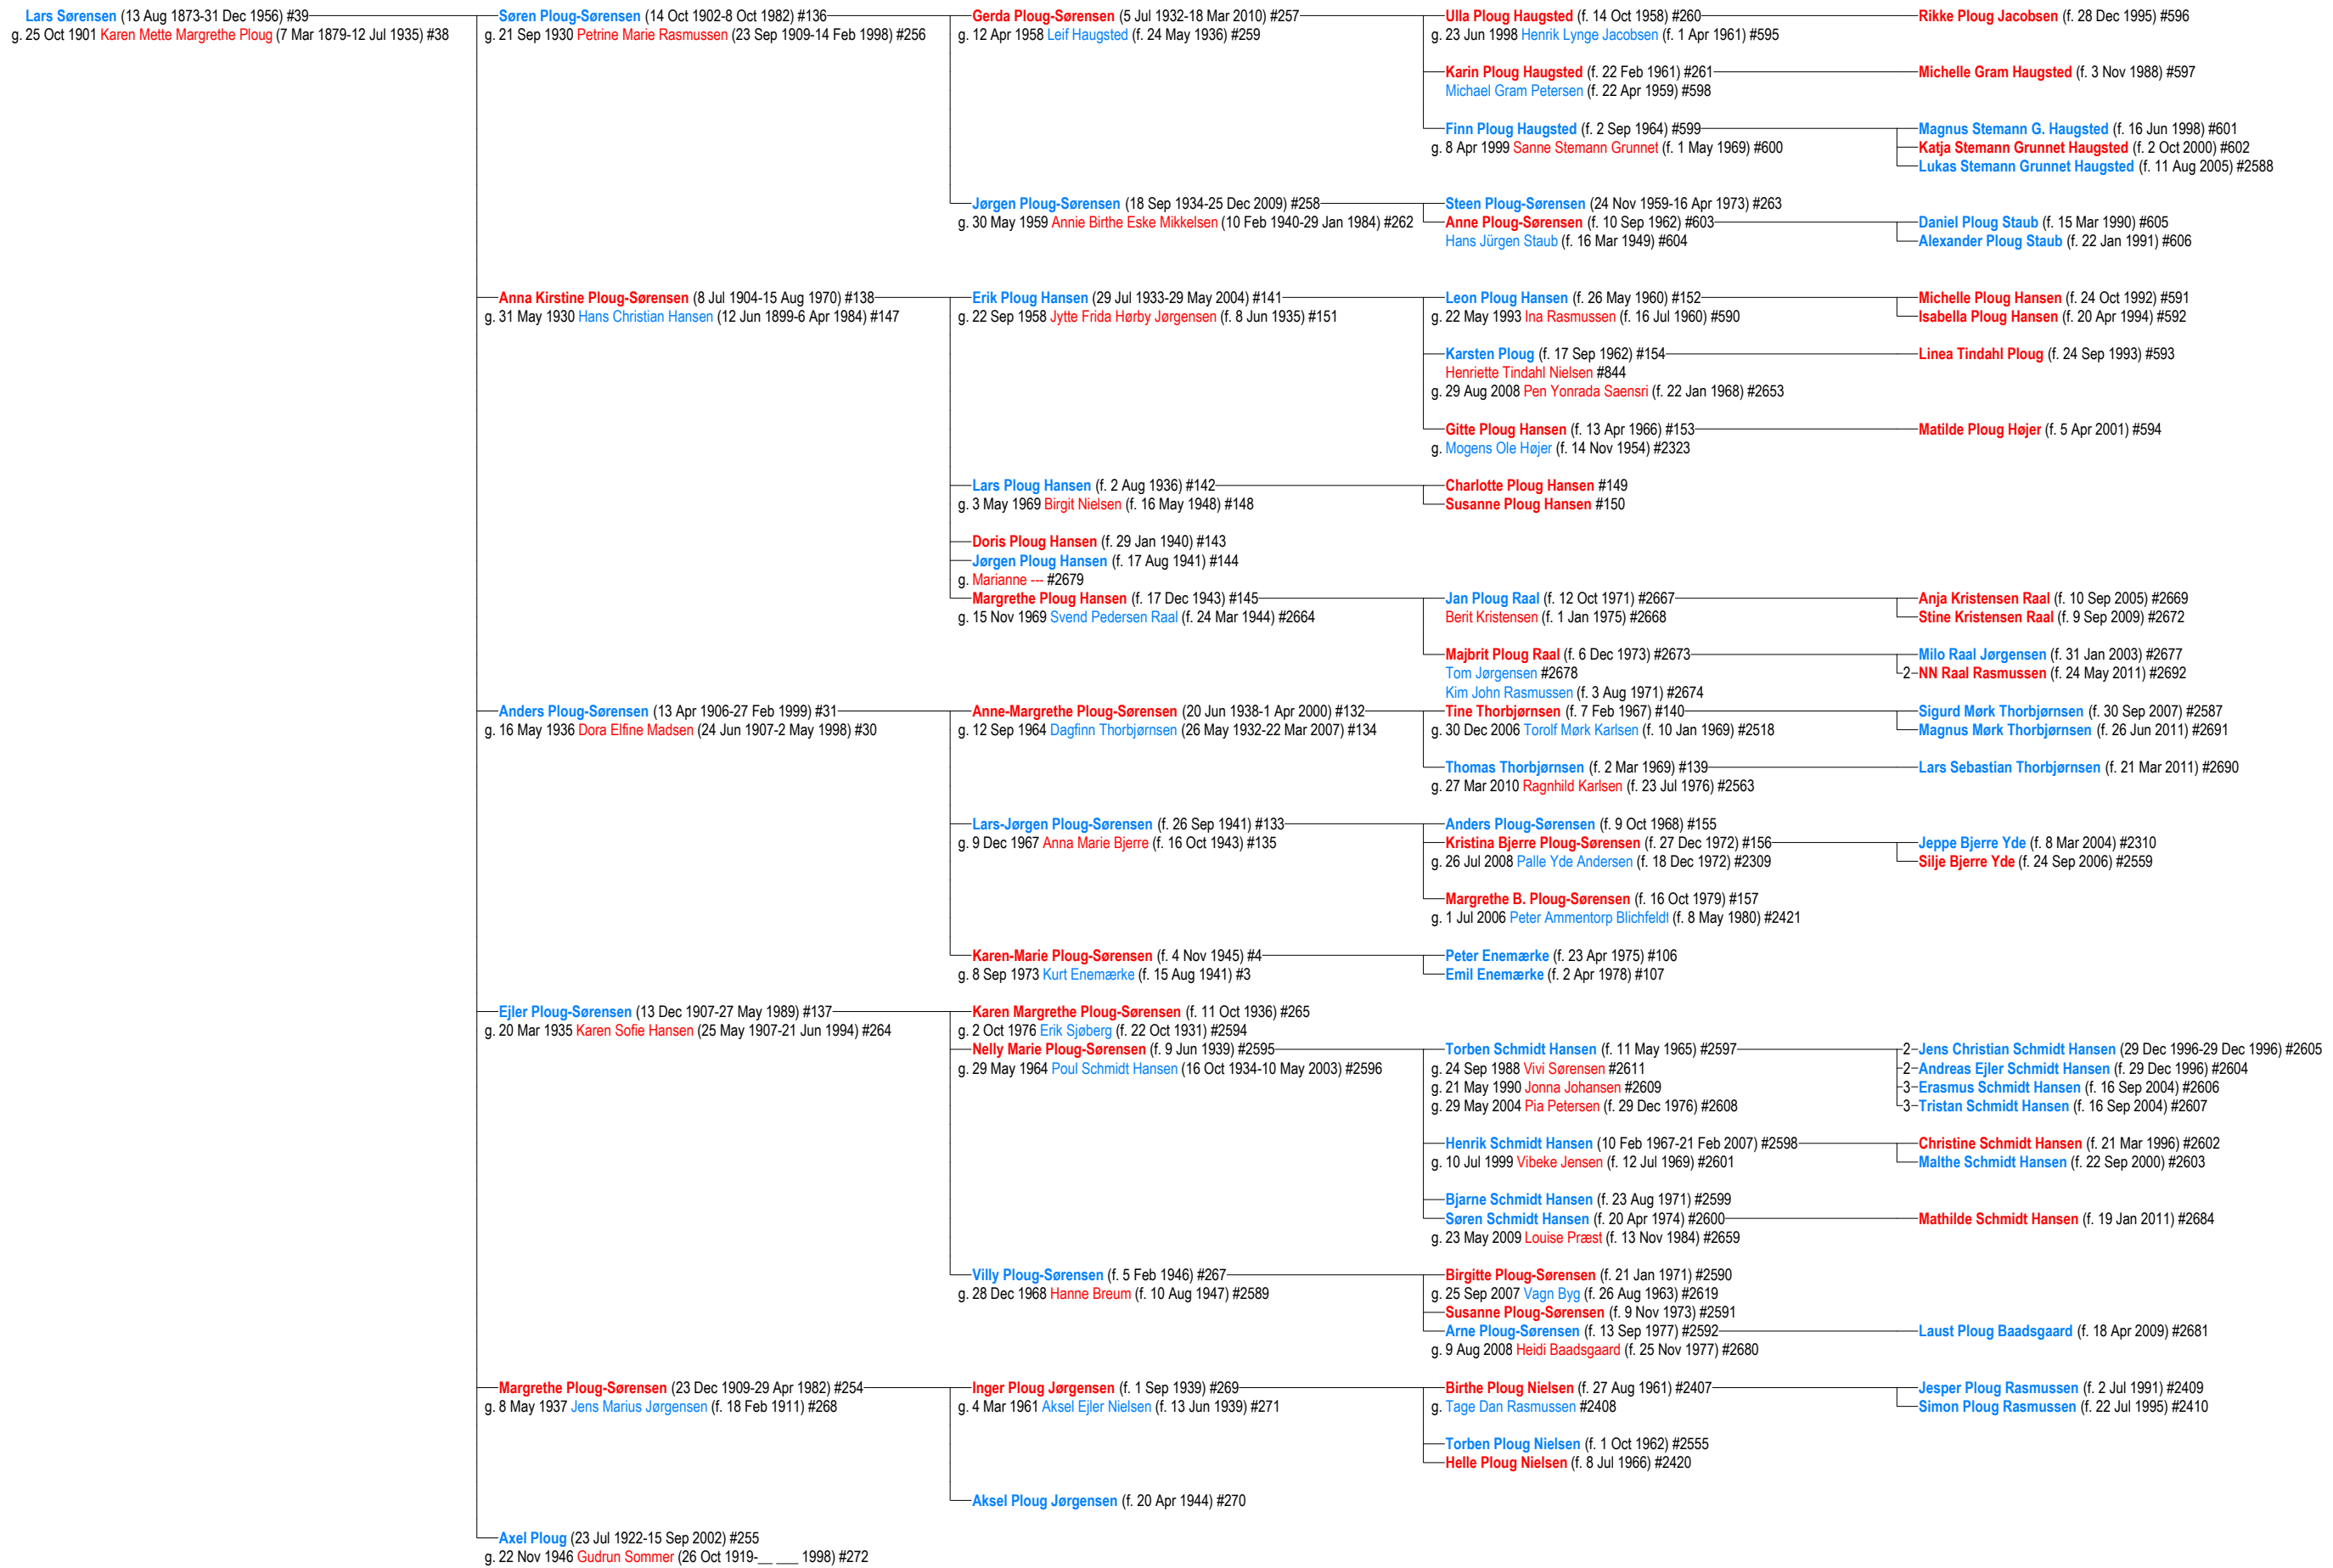 Lars Sørensen (13 Aug 1873-31 Dec 1956) #39
g. 25 Oct 1901 Karen Mette Margrethe Ploug (7 Mar 1879-12 Jul 1935) #38
Søren Ploug-Sørensen (14 Oct 1902-8 Oct 1982) #136
g. 21 Sep 1930 Petrine Marie Rasmussen (23 Sep 1909-14 Feb 1998) #256
Gerda Ploug-Sørensen (5 Jul 1932-18 Mar 2010) #257
g. 12 Apr 1958 Leif Haugsted (f. 24 May 1936) #259
Ulla Ploug Haugsted (f. 14 Oct 1958) #260
g. 23 Jun 1998 Henrik Lynge Jacobsen (f. 1 Apr 1961) #595
Rikke Ploug Jacobsen (f. 28 Dec 1995) #596
Karin Ploug Haugsted (f. 22 Feb 1961) #261
Michael Gram Petersen (f. 22 Apr 1959) #598
Michelle Gram Haugsted (f. 3 Nov 1988) #597
Finn Ploug Haugsted (f. 2 Sep 1964) #599
g. 8 Apr 1999 Sanne Stemann Grunnet (f. 1 May 1969) #600
Magnus Stemann G. Haugsted (f. 16 Jun 1998) #601
Katja Stemann Grunnet Haugsted (f. 2 Oct 2000) #602
Lukas Stemann Grunnet Haugsted (f. 11 Aug 2005) #2588
Jørgen Ploug-Sørensen (18 Sep 1934-25 Dec 2009) #258
g. 30 May 1959 Annie Birthe Eske Mikkelsen (10 Feb 1940-29 Jan 1984) #262
Steen Ploug-Sørensen (24 Nov 1959-16 Apr 1973) #263
Anne Ploug-Sørensen (f. 10 Sep 1962) #603
Hans Jürgen Staub (f. 16 Mar 1949) #604
Daniel Ploug Staub (f. 15 Mar 1990) #605
Alexander Ploug Staub (f. 22 Jan 1991) #606
Anna Kirstine Ploug-Sørensen (8 Jul 1904-15 Aug 1970) #138
g. 31 May 1930 Hans Christian Hansen (12 Jun 1899-6 Apr 1984) #147
Erik Ploug Hansen (29 Jul 1933-29 May 2004) #141
g. 22 Sep 1958 Jytte Frida Hørby Jørgensen (f. 8 Jun 1935) #151
Leon Ploug Hansen (f. 26 May 1960) #152
g. 22 May 1993 Ina Rasmussen (f. 16 Jul 1960) #590
Michelle Ploug Hansen (f. 24 Oct 1992) #591
Isabella Ploug Hansen (f. 20 Apr 1994) #592
Karsten Ploug (f. 17 Sep 1962) #154
Henriette Tindahl Nielsen #844
g. 29 Aug 2008 Pen Yonrada Saensri (f. 22 Jan 1968) #2653
Linea Tindahl Ploug (f. 24 Sep 1993) #593
Gitte Ploug Hansen (f. 13 Apr 1966) #153
g. Mogens Ole Højer (f. 14 Nov 1954) #2323
Matilde Ploug Højer (f. 5 Apr 2001) #594
Lars Ploug Hansen (f. 2 Aug 1936) #142
g. 3 May 1969 Birgit Nielsen (f. 16 May 1948) #148
Charlotte Ploug Hansen #149
Susanne Ploug Hansen #150
Doris Ploug Hansen (f. 29 Jan 1940) #143
Jørgen Ploug Hansen (f. 17 Aug 1941) #144
g. Marianne --- #2679
Margrethe Ploug Hansen (f. 17 Dec 1943) #145
g. 15 Nov 1969 Svend Pedersen Raal (f. 24 Mar 1944) #2664
Jan Ploug Raal (f. 12 Oct 1971) #2667
Berit Kristensen (f. 1 Jan 1975) #2668
Anja Kristensen Raal (f. 10 Sep 2005) #2669
Stine Kristensen Raal (f. 9 Sep 2009) #2672
Majbrit Ploug Raal (f. 6 Dec 1973) #2673
Tom Jørgensen #2678
Kim John Rasmussen (f. 3 Aug 1971) #2674
Milo Raal Jørgensen (f. 31 Jan 2003) #2677
2 NN Raal Rasmussen (f. 24 May 2011) #2692
Anders Ploug-Sørensen (13 Apr 1906-27 Feb 1999) #31
g. 16 May 1936 Dora Elfine Madsen (24 Jun 1907-2 May 1998) #30
Anne-Margrethe Ploug-Sørensen (20 Jun 1938-1 Apr 2000) #132
g. 12 Sep 1964 Dagfinn Thorbjørnsen (26 May 1932-22 Mar 2007) #134
Tine Thorbjørnsen (f. 7 Feb 1967) #140
g. 30 Dec 2006 Torolf Mørk Karlsen (f. 10 Jan 1969) #2518
Sigurd Mørk Thorbjørnsen (f. 30 Sep 2007) #2587
Magnus Mørk Thorbjørnsen (f. 26 Jun 2011) #2691
Thomas Thorbjørnsen (f. 2 Mar 1969) #139
g. 27 Mar 2010 Ragnhild Karlsen (f. 23 Jul 1976) #2563
Lars Sebastian Thorbjørnsen (f. 21 Mar 2011) #2690
Lars-Jørgen Ploug-Sørensen (f. 26 Sep 1941) #133
g. 9 Dec 1967 Anna Marie Bjerre (f. 16 Oct 1943) #135
Anders Ploug-Sørensen (f. 9 Oct 1968) #155
Kristina Bjerre Ploug-Sørensen (f. 27 Dec 1972) #156
g. 26 Jul 2008 Palle Yde Andersen (f. 18 Dec 1972) #2309
Jeppe Bjerre Yde (f. 8 Mar 2004) #2310
Silje Bjerre Yde (f. 24 Sep 2006) #2559
Margrethe B. Ploug-Sørensen (f. 16 Oct 1979) #157
g. 1 Jul 2006 Peter Ammentorp Blichfeldt (f. 8 May 1980) #2421
Karen-Marie Ploug-Sørensen (f. 4 Nov 1945) #4
g. 8 Sep 1973 Kurt Enemærke (f. 15 Aug 1941) #3
Peter Enemærke (f. 23 Apr 1975) #106
Emil Enemærke (f. 2 Apr 1978) #107
Ejler Ploug-Sørensen (13 Dec 1907-27 May 1989) #137
g. 20 Mar 1935 Karen Sofie Hansen (25 May 1907-21 Jun 1994) #264
Karen Margrethe Ploug-Sørensen (f. 11 Oct 1936) #265
g. 2 Oct 1976 Erik Sjøberg (f. 22 Oct 1931) #2594
Nelly Marie Ploug-Sørensen (f. 9 Jun 1939) #2595
g. 29 May 1964 Poul Schmidt Hansen (16 Oct 1934-10 May 2003) #2596
Torben Schmidt Hansen (f. 11 May 1965) #2597
g. 24 Sep 1988 Vivi Sørensen #2611
g. 21 May 1990 Jonna Johansen #2609
g. 29 May 2004 Pia Petersen (f. 29 Dec 1976) #2608
2 Jens Christian Schmidt Hansen (29 Dec 1996-29 Dec 1996) #2605
2 Andreas Ejler Schmidt Hansen (f. 29 Dec 1996) #2604
3 Erasmus Schmidt Hansen (f. 16 Sep 2004) #2606
3 Tristan Schmidt Hansen (f. 16 Sep 2004) #2607
Henrik Schmidt Hansen (10 Feb 1967-21 Feb 2007) #2598
g. 10 Jul 1999 Vibeke Jensen (f. 12 Jul 1969) #2601
Christine Schmidt Hansen (f. 21 Mar 1996) #2602
Malthe Schmidt Hansen (f. 22 Sep 2000) #2603
Bjarne Schmidt Hansen (f. 23 Aug 1971) #2599
Søren Schmidt Hansen (f. 20 Apr 1974) #2600
g. 23 May 2009 Louise Præst (f. 13 Nov 1984) #2659
Mathilde Schmidt Hansen (f. 19 Jan 2011) #2684
Villy Ploug-Sørensen (f. 5 Feb 1946) #267
g. 28 Dec 1968 Hanne Breum (f. 10 Aug 1947) #2589
Birgitte Ploug-Sørensen (f. 21 Jan 1971) #2590
g. 25 Sep 2007 Vagn Byg (f. 26 Aug 1963) #2619
Susanne Ploug-Sørensen (f. 9 Nov 1973) #2591
Arne Ploug-Sørensen (f. 13 Sep 1977) #2592
g. 9 Aug 2008 Heidi Baadsgaard (f. 25 Nov 1977) #2680
Laust Ploug Baadsgaard (f. 18 Apr 2009) #2681
Margrethe Ploug-Sørensen (23 Dec 1909-29 Apr 1982) #254
g. 8 May 1937 Jens Marius Jørgensen (f. 18 Feb 1911) #268
Inger Ploug Jørgensen (f. 1 Sep 1939) #269
g. 4 Mar 1961 Aksel Ejler Nielsen (f. 13 Jun 1939) #271
Birthe Ploug Nielsen (f. 27 Aug 1961) #2407
g. Tage Dan Rasmussen #2408
Jesper Ploug Rasmussen (f. 2 Jul 1991) #2409
Simon Ploug Rasmussen (f. 22 Jul 1995) #2410
Torben Ploug Nielsen (f. 1 Oct 1962) #2555
Helle Ploug Nielsen (f. 8 Jul 1966) #2420
Aksel Ploug Jørgensen (f. 20 Apr 1944) #270
Axel Ploug (23 Jul 1922-15 Sep 2002) #255
g. 22 Nov 1946 Gudrun Sommer (26 Oct 1919-__ ___ 1998) #272